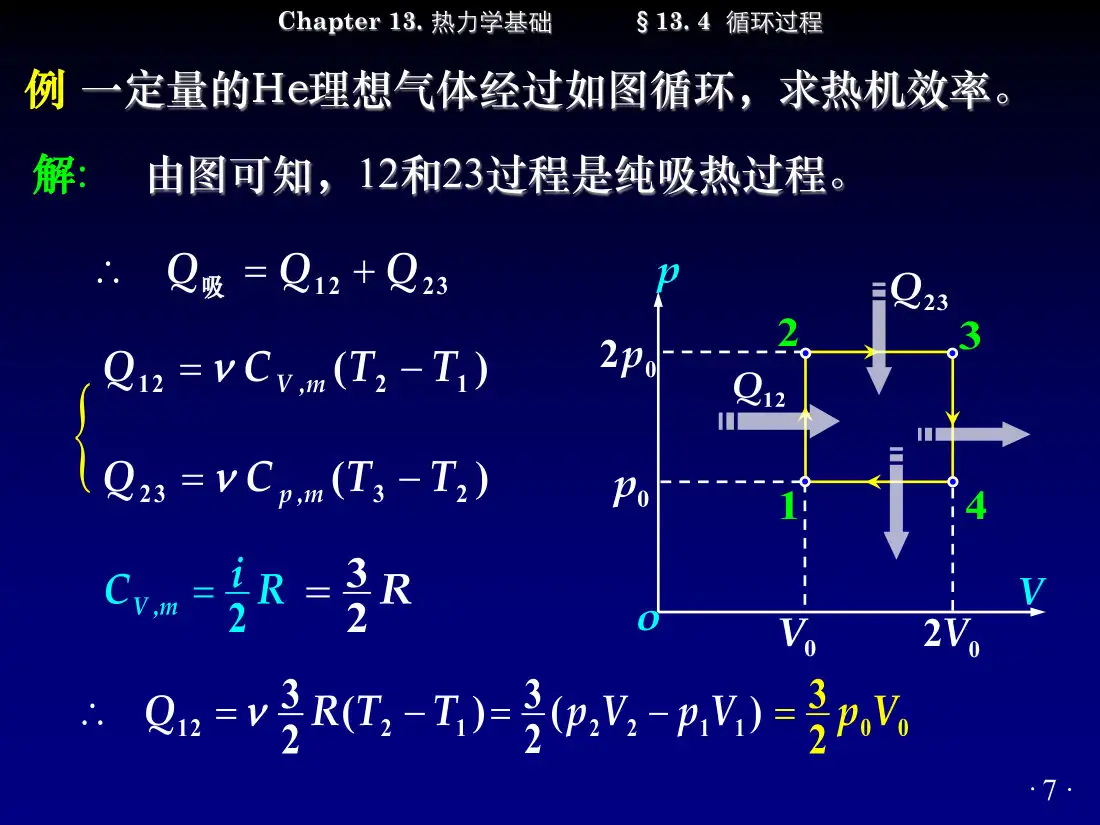 Chapter 13. 热力学基础 §13. 4 循环过程
例 一定量的He理想气体经过如图循环，求热机效率。
解: 由图可知，12和23过程是纯吸热过程。
∴ Q吸 = Q12 + Q23
Q12 = ν C V,m (T2 − T1)
Q23 = ν C p,m (T3 − T2)
C V,m = i/2 R = 3/2 R
∴ Q12 = ν 3/2 R(T2 − T1) = 3/2 (p2V2 − p1V1) = 3/2 p0V0
p
Q23
2
3
2p0
Q12
p0
1
4
V
o
V0
2V0
· 7 ·